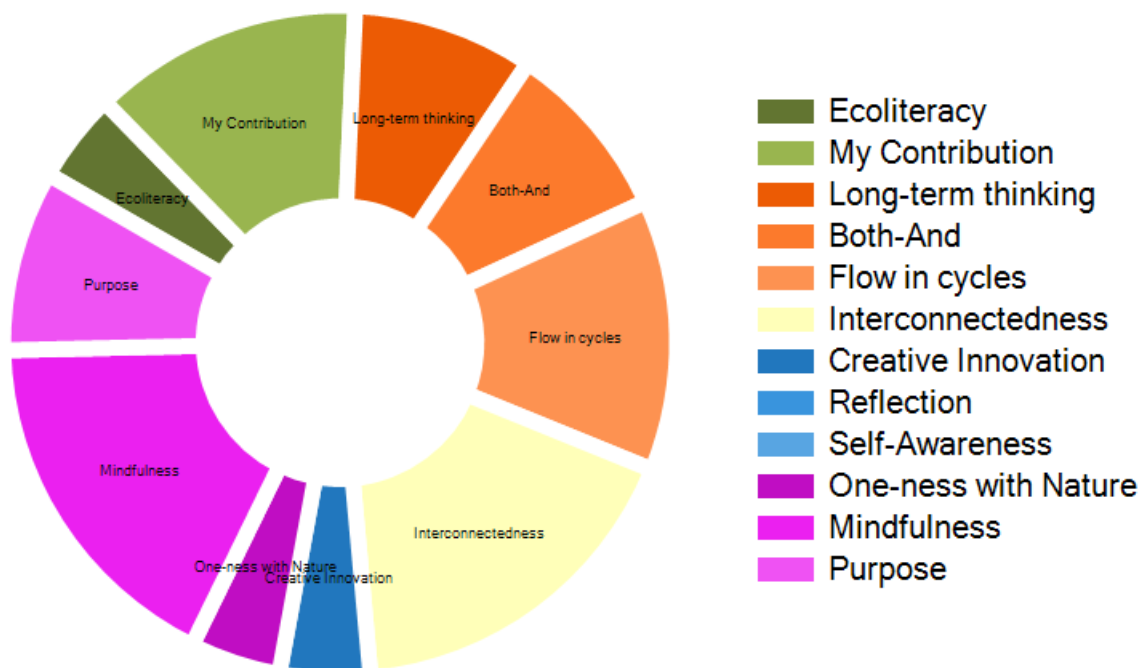 My Contribution
Long-term thinking
Both-And
Ecoliteracy
Purpose
Flow in cycles
Mindfulness
Interconnectedness
One-ness with Nature
Creative Innovation
Ecoliteracy
My Contribution
Long-term thinking
Both-And
Flow in cycles
Interconnectedness
Creative Innovation
Reflection
Self-Awareness
One-ness with Nature
Mindfulness
Purpose